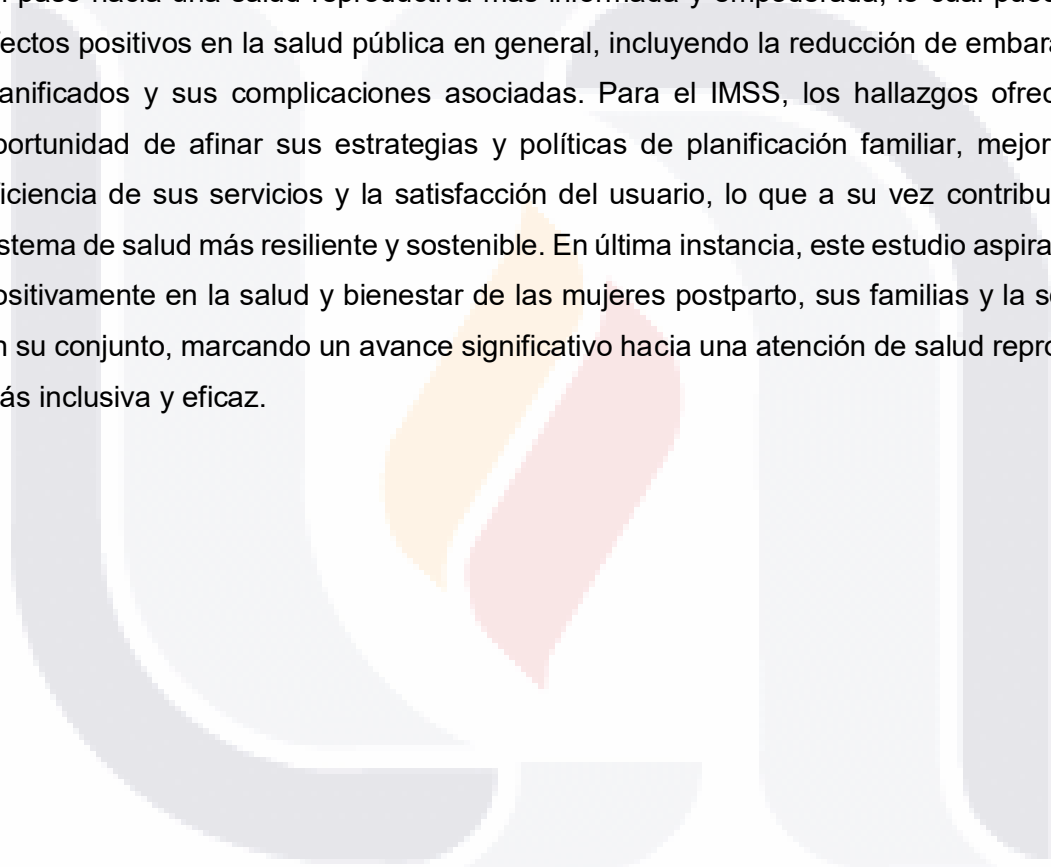 paso hacia una salud reproductiva más informada y empoderada, lo cual
ectos positivos en la salud pública en general, incluyendo la reducción de embara
anificados y sus complicaciones asociadas. Para el IMSS, los hallazgos ofrec
portunidad de afinar sus estrategias y políticas de planificación familiar, mejor
iciencia de sus servicios y la satisfacción del usuario, lo que a su vez contribu
stema de salud más resiliente y sostenible. En última instancia, este estudio aspira
ositivamente en la salud y bienestar de las mujeres postparto, sus familias y la s
n su conjunto, marcando un avance significativo hacia una atención de salud repro
ás inclusiva y eficaz.